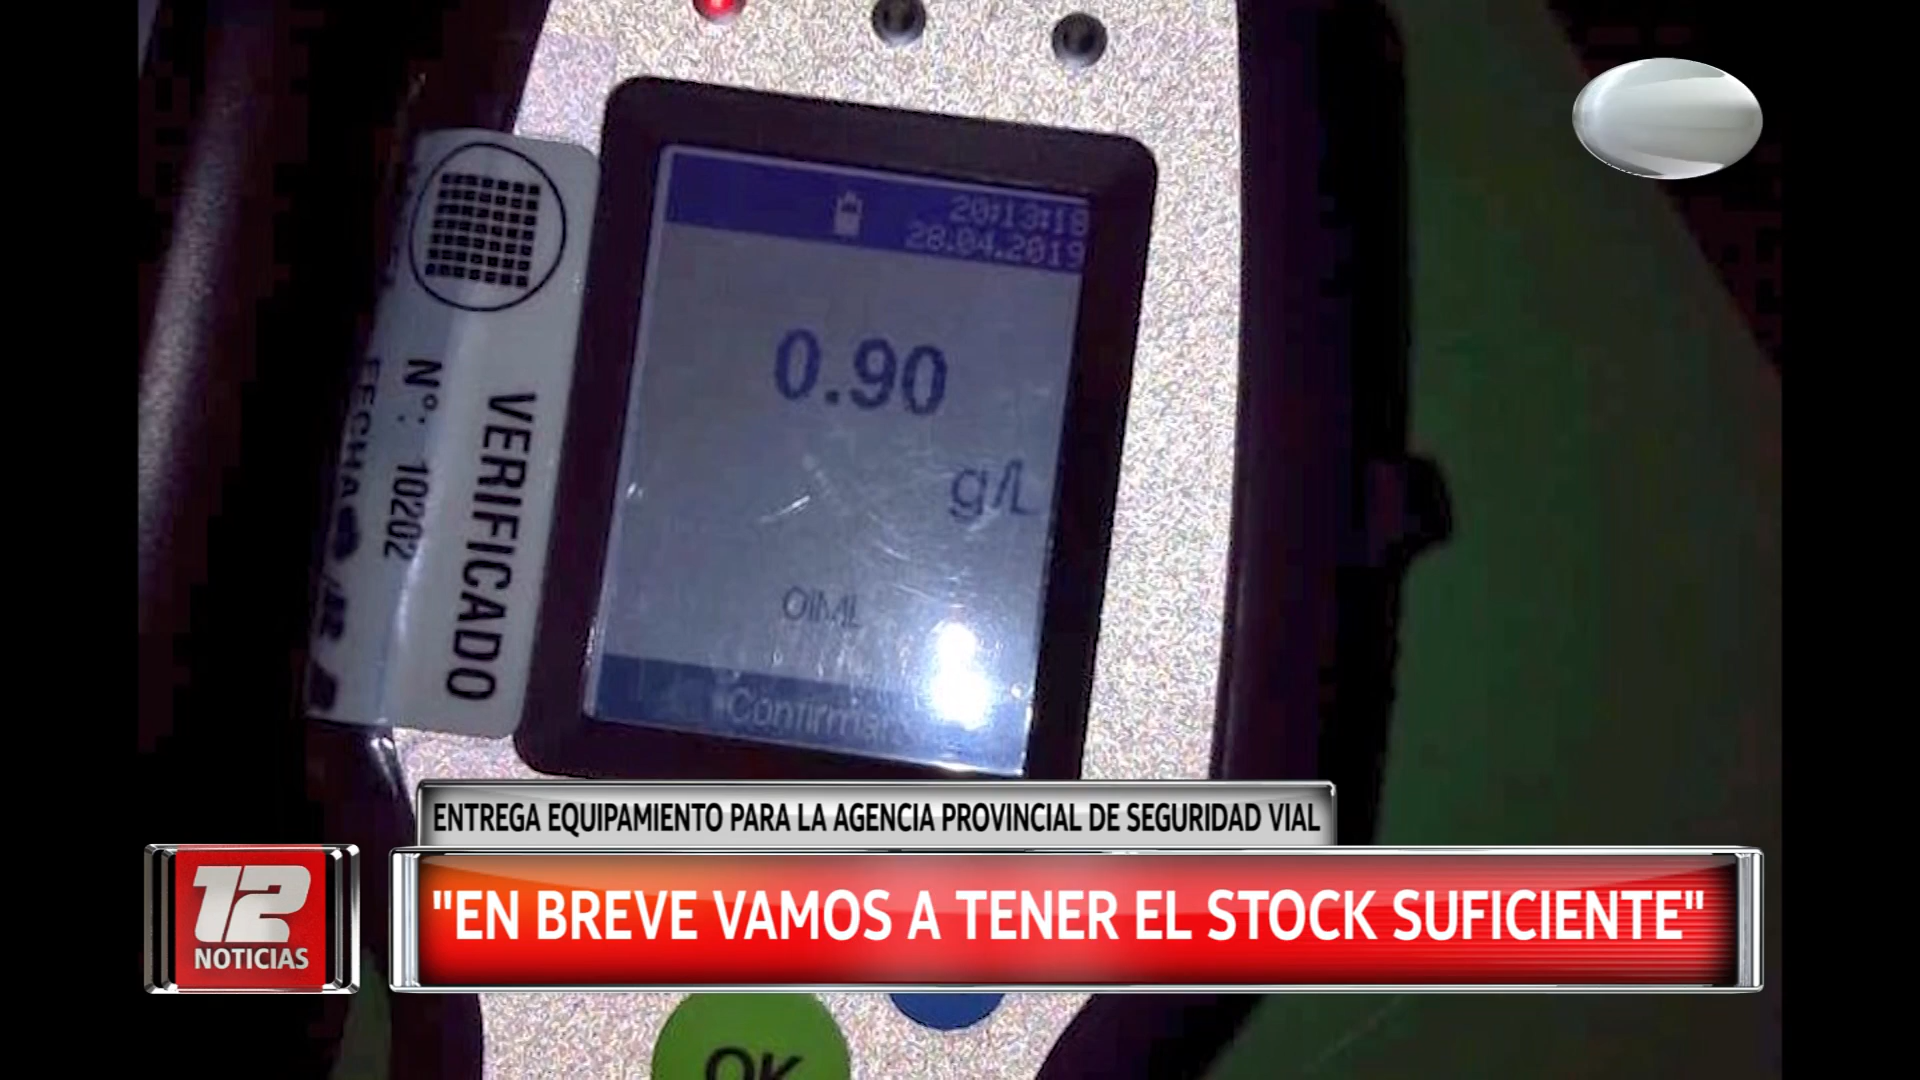 20:13:18
28.04.2019
0.90
g/L
OIML
Confirmar
VERIFICADO
Nº: 10202
FECHA
ENTREGA EQUIPAMIENTO PARA LA AGENCIA PROVINCIAL DE SEGURIDAD VIAL
"EN BREVE VAMOS A TENER EL STOCK SUFICIENTE"
12
NOTICIAS
OK